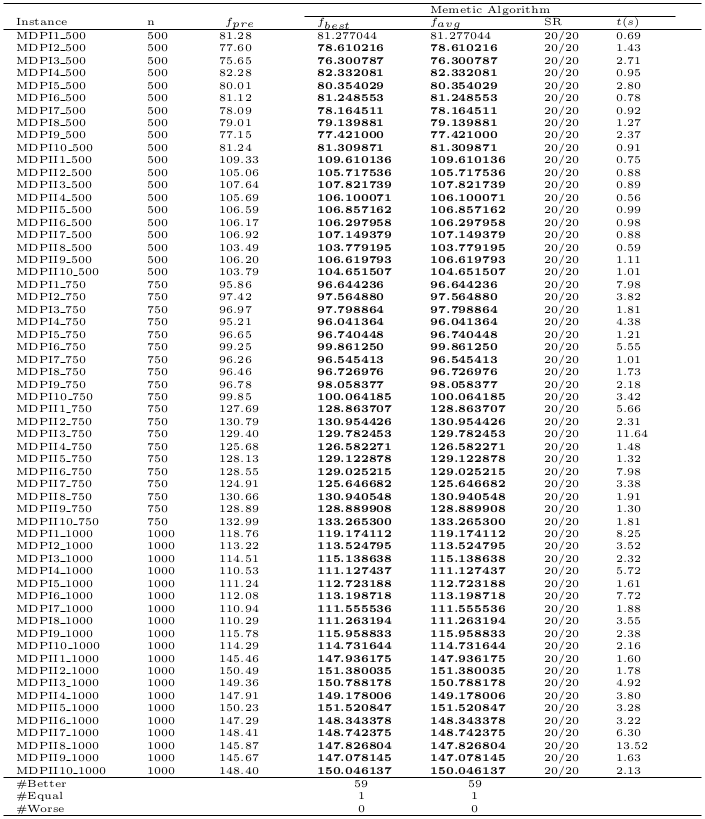 Memetic Algorithm
Instance n f_pre f_best f_avg SR t(s)
MDPI1_500 500 81.28 81.277044 81.277044 20/20 0.69
MDPI2_500 500 77.60 78.610216 78.610216 20/20 1.43
MDPI3_500 500 75.65 76.300787 76.300787 20/20 2.71
MDPI4_500 500 82.28 82.332081 82.332081 20/20 0.95
MDPI5_500 500 80.01 80.354029 80.354029 20/20 2.80
MDPI6_500 500 81.12 81.248553 81.248553 20/20 0.78
MDPI7_500 500 78.09 78.164511 78.164511 20/20 0.92
MDPI8_500 500 79.01 79.139881 79.139881 20/20 1.27
MDPI9_500 500 77.15 77.421000 77.421000 20/20 2.37
MDPI10_500 500 81.24 81.309871 81.309871 20/20 0.91
MDPII1_500 500 109.33 109.610136 109.610136 20/20 0.75
MDPII2_500 500 105.06 105.717536 105.717536 20/20 0.88
MDPII3_500 500 107.64 107.821739 107.821739 20/20 0.89
MDPII4_500 500 105.69 106.100071 106.100071 20/20 0.56
MDPII5_500 500 106.59 106.857162 106.857162 20/20 0.99
MDPII6_500 500 106.17 106.297958 106.297958 20/20 0.98
MDPII7_500 500 106.92 107.149379 107.149379 20/20 0.88
MDPII8_500 500 103.49 103.779195 103.779195 20/20 0.59
MDPII9_500 500 106.20 106.619793 106.619793 20/20 1.11
MDPII10_500 500 103.79 104.651507 104.651507 20/20 1.01
MDPI1_750 750 95.86 96.644236 96.644236 20/20 7.98
MDPI2_750 750 97.42 97.564880 97.564880 20/20 3.82
MDPI3_750 750 96.97 97.798864 97.798864 20/20 1.81
MDPI4_750 750 95.21 96.041364 96.041364 20/20 4.38
MDPI5_750 750 96.65 96.740448 96.740448 20/20 1.21
MDPI6_750 750 99.25 99.861250 99.861250 20/20 5.55
MDPI7_750 750 96.26 96.545413 96.545413 20/20 1.01
MDPI8_750 750 96.46 96.726976 96.726976 20/20 1.73
MDPI9_750 750 96.78 98.058377 98.058377 20/20 2.18
MDPI10_750 750 99.85 100.064185 100.064185 20/20 3.42
MDPII1_750 750 127.69 128.863707 128.863707 20/20 5.66
MDPII2_750 750 130.79 130.954426 130.954426 20/20 2.31
MDPII3_750 750 129.40 129.782453 129.782453 20/20 11.64
MDPII4_750 750 125.68 126.582271 126.582271 20/20 1.48
MDPII5_750 750 128.13 129.122878 129.122878 20/20 1.32
MDPII6_750 750 128.55 129.025215 129.025215 20/20 7.98
MDPII7_750 750 124.91 125.646682 125.646682 20/20 3.38
MDPII8_750 750 130.66 130.940548 130.940548 20/20 1.91
MDPII9_750 750 128.89 128.889908 128.889908 20/20 1.30
MDPII10_750 750 132.99 133.265300 133.265300 20/20 1.81
MDPI1_1000 1000 118.76 119.174112 119.174112 20/20 8.25
MDPI2_1000 1000 113.22 113.524795 113.524795 20/20 3.52
MDPI3_1000 1000 114.51 115.138638 115.138638 20/20 2.32
MDPI4_1000 1000 110.53 111.127437 111.127437 20/20 5.72
MDPI5_1000 1000 111.24 112.723188 112.723188 20/20 1.61
MDPI6_1000 1000 112.08 113.198718 113.198718 20/20 7.72
MDPI7_1000 1000 110.94 111.555536 111.555536 20/20 1.88
MDPI8_1000 1000 110.29 111.263194 111.263194 20/20 3.55
MDPI9_1000 1000 115.78 115.958833 115.958833 20/20 2.38
MDPI10_1000 1000 114.29 114.731644 114.731644 20/20 2.16
MDPII1_1000 1000 145.46 147.936175 147.936175 20/20 1.60
MDPII2_1000 1000 150.49 151.380035 151.380035 20/20 1.78
MDPII3_1000 1000 149.36 150.788178 150.788178 20/20 4.92
MDPII4_1000 1000 147.91 149.178006 149.178006 20/20 3.80
MDPII5_1000 1000 150.23 151.520847 151.520847 20/20 3.28
MDPII6_1000 1000 147.29 148.343378 148.343378 20/20 3.22
MDPII7_1000 1000 148.41 148.742375 148.742375 20/20 6.30
MDPII8_1000 1000 145.87 147.826804 147.826804 20/20 13.52
MDPII9_1000 1000 145.67 147.078145 147.078145 20/20 1.63
MDPII10_1000 1000 148.40 150.046137 150.046137 20/20 2.13
#Better 59 59
#Equal 1 1
#Worse 0 0